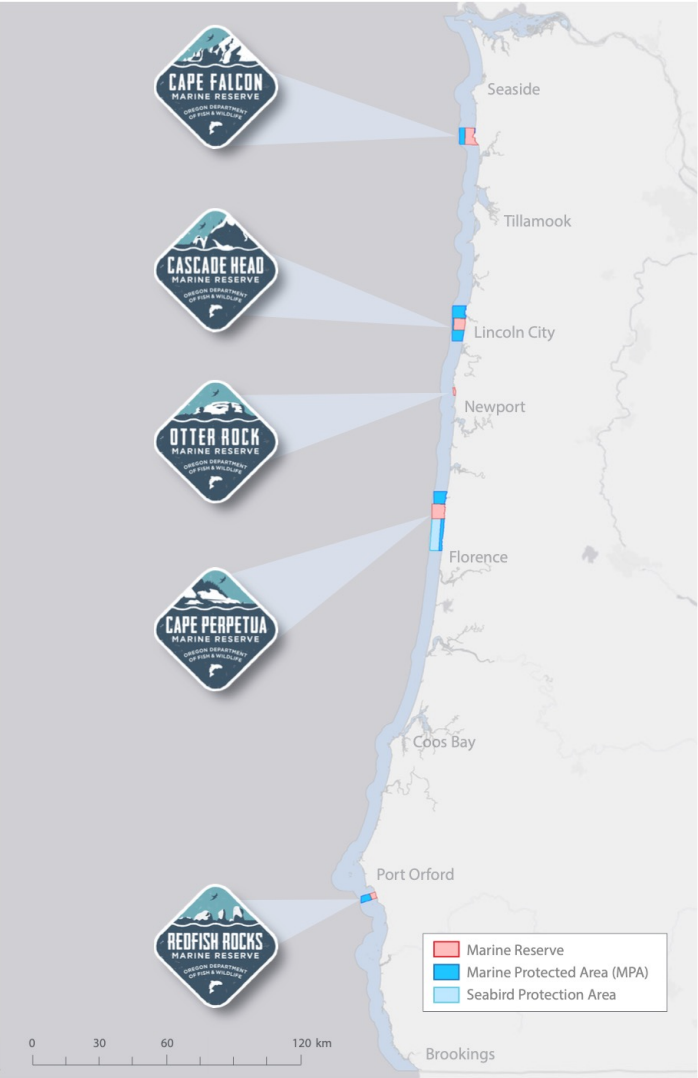 CAPE FALCON
MARINE RESERVE
OREGON DEPARTMENT
OF FISH & WILDLIFE
Seaside
CASCADE HEAD
MARINE RESERVE
OREGON DEPARTMENT
OF FISH & WILDLIFE
Tillamook
Lincoln City
OTTER ROCK
MARINE RESERVE
OREGON DEPARTMENT
OF FISH & WILDLIFE
Newport
CAPE PERPETUA
MARINE RESERVE
OREGON DEPARTMENT
OF FISH & WILDLIFE
Florence
Coos Bay
Port Orford
REDFISH ROCKS
MARINE RESERVE
OREGON DEPARTMENT
OF FISH & WILDLIFE
Marine Reserve
Marine Protected Area (MPA)
Seabird Protection Area
0 30 60 120 km
Brookings